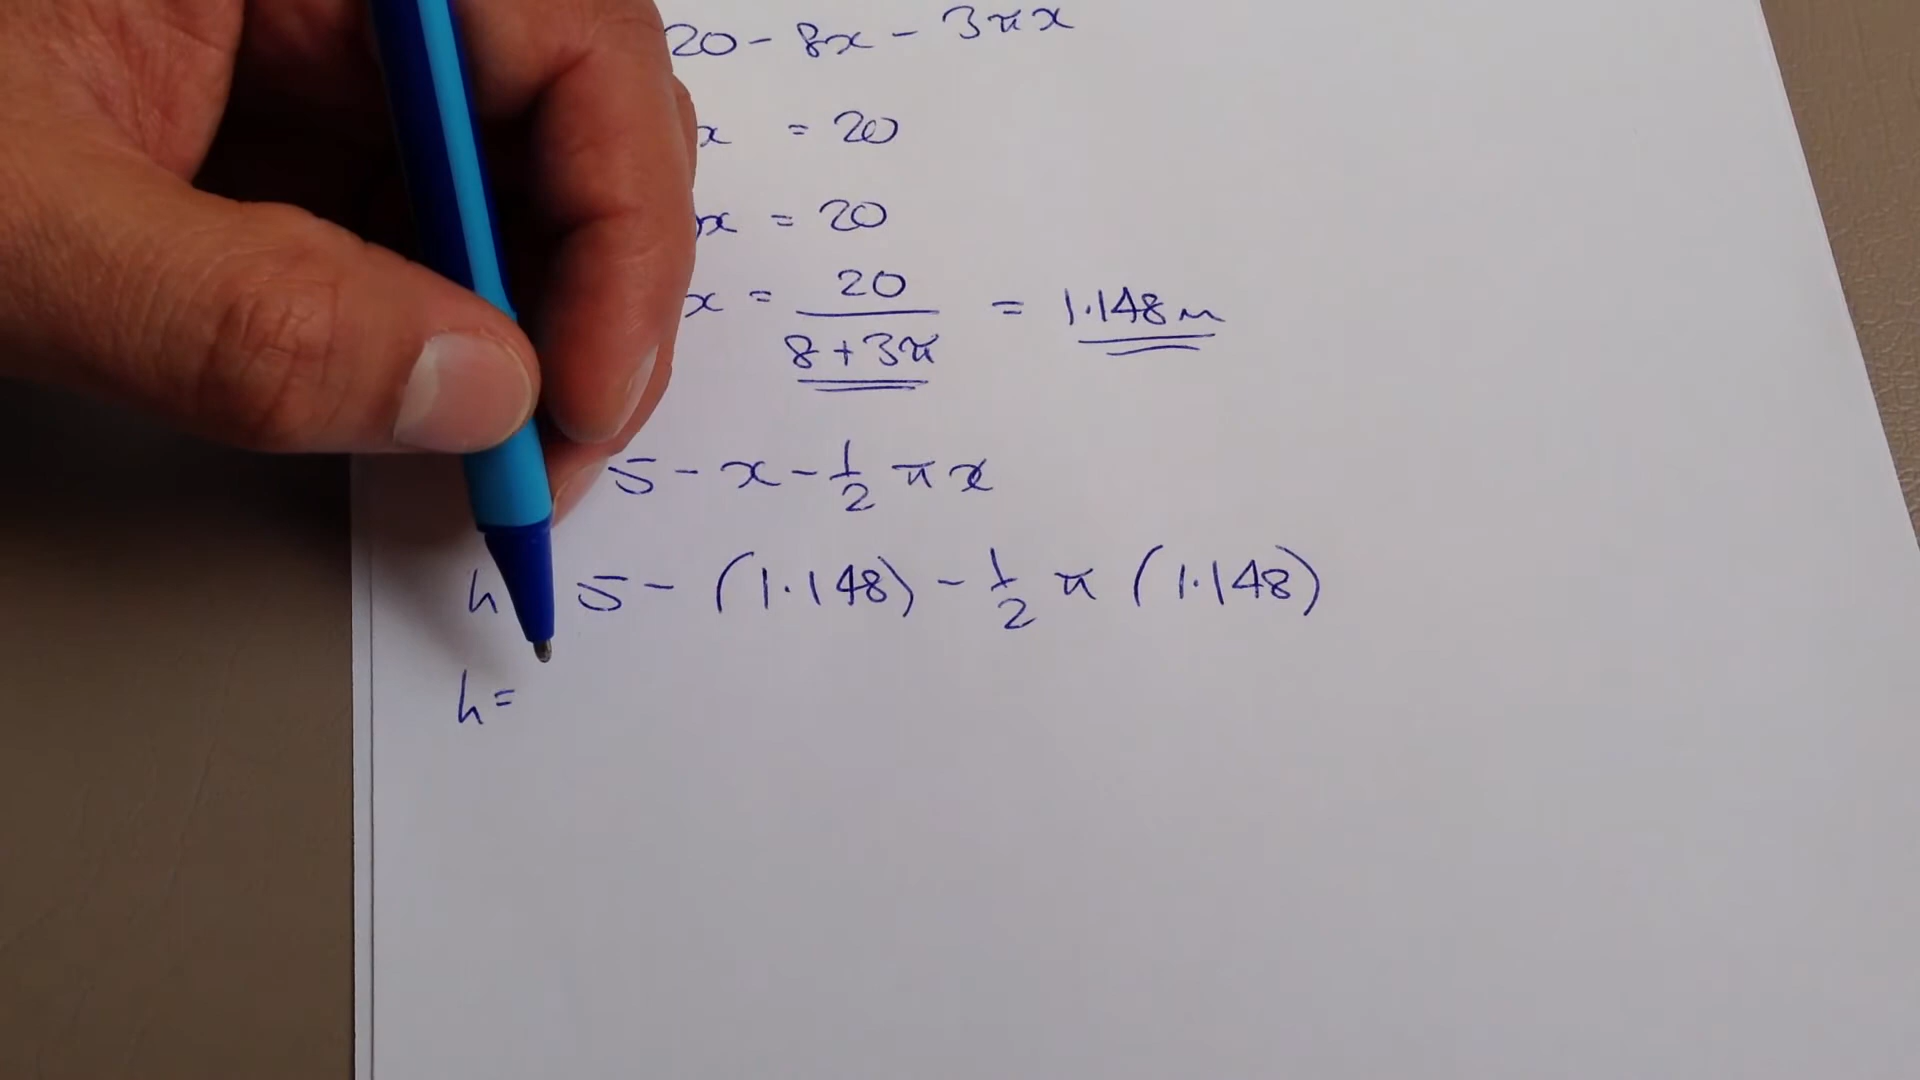 20 - 8x - 3πx
x = 20
x = 20
x = 20/(8 + 3π) = 1.148m
5 - x - 1/2 πx
h 5 - (1.148) - 1/2 π (1.148)
h =